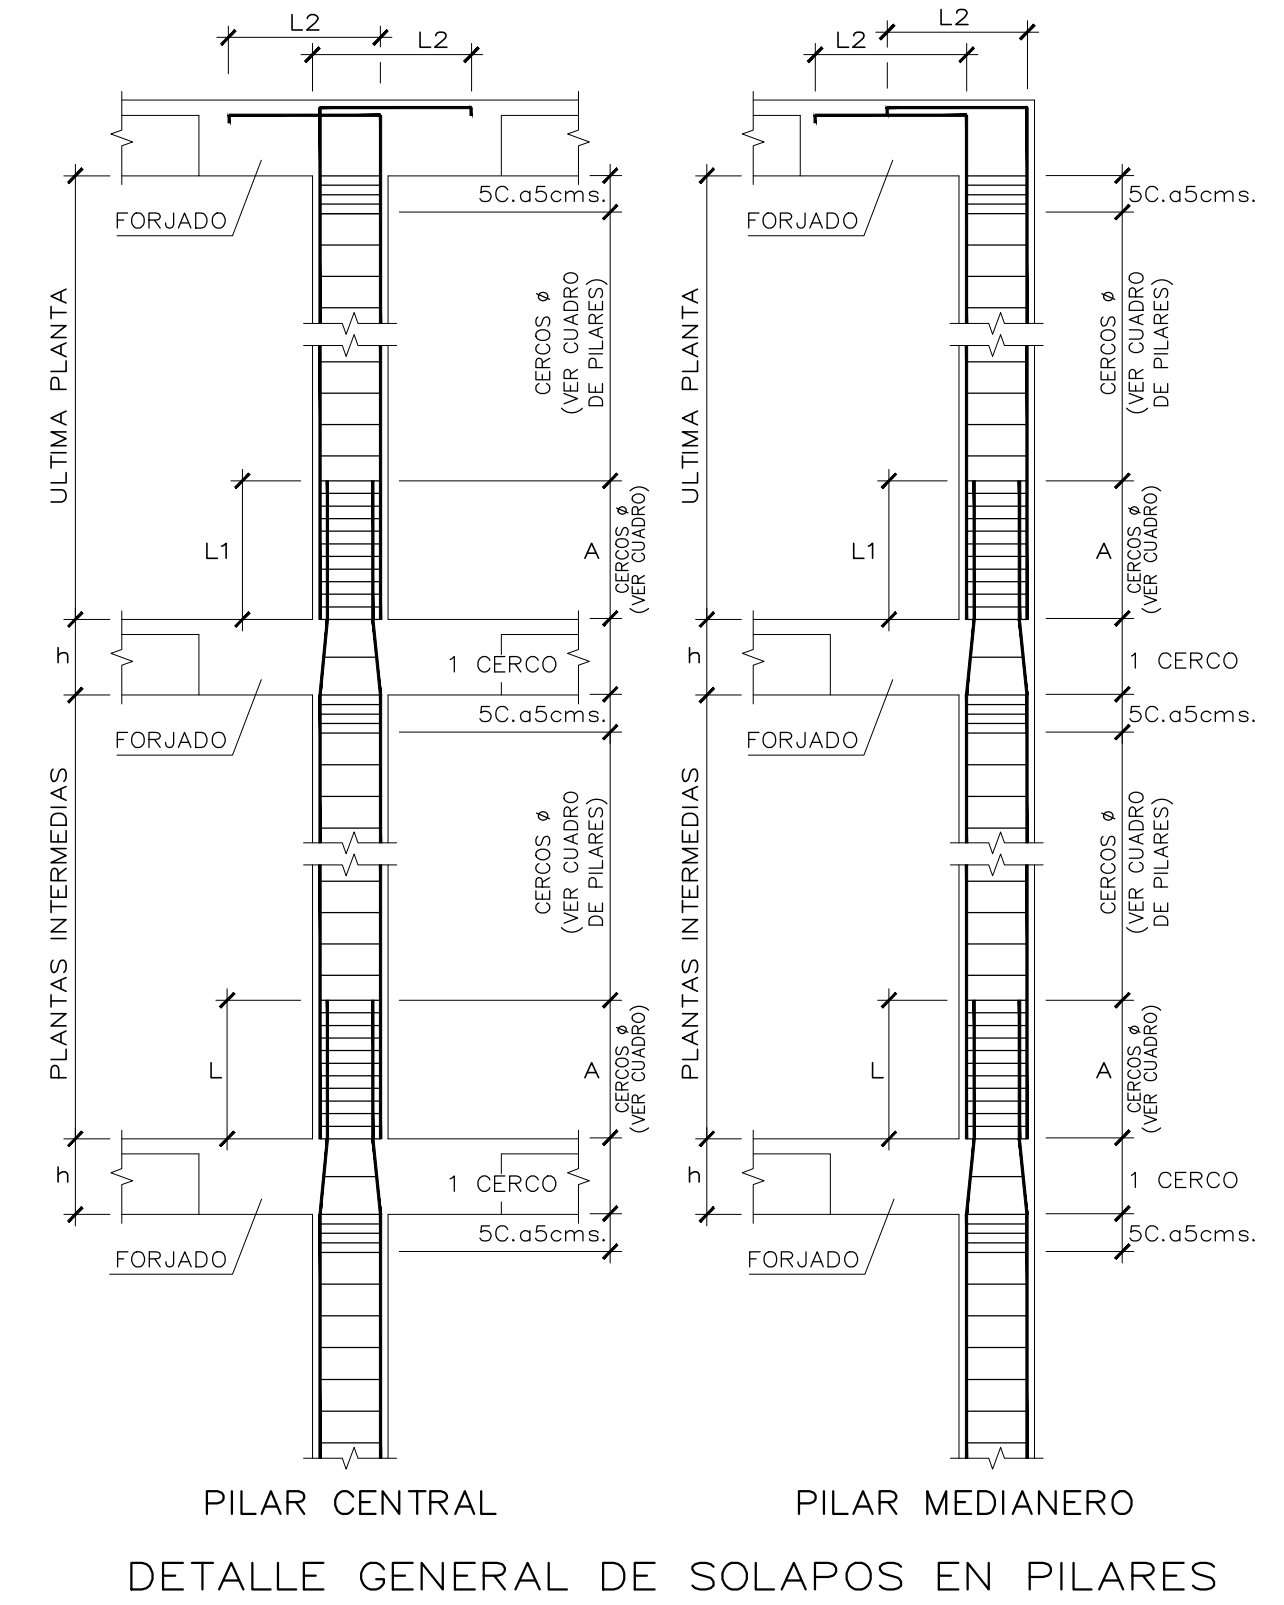 L2
L2
5C.a5cms.
FORJADO
CERCOS ø
(VER CUADRO
DE PILARES)
ULTIMA PLANTA
L1
A
CERCOS ø
(VER CUADRO)
h
1 CERCO
5C.a5cms.
FORJADO
CERCOS ø
(VER CUADRO
DE PILARES)
PLANTAS INTERMEDIAS
L
A
CERCOS ø
(VER CUADRO)
h
1 CERCO
5C.a5cms.
FORJADO
PILAR CENTRAL
L2
L2
5C.a5cms.
FORJADO
CERCOS ø
(VER CUADRO
DE PILARES)
ULTIMA PLANTA
L1
A
CERCOS ø
(VER CUADRO)
h
1 CERCO
5C.a5cms.
FORJADO
CERCOS ø
(VER CUADRO
DE PILARES)
PLANTAS INTERMEDIAS
L
A
CERCOS ø
(VER CUADRO)
h
1 CERCO
5C.a5cms.
FORJADO
PILAR MEDIANERO
DETALLE GENERAL DE SOLAPOS EN PILARES